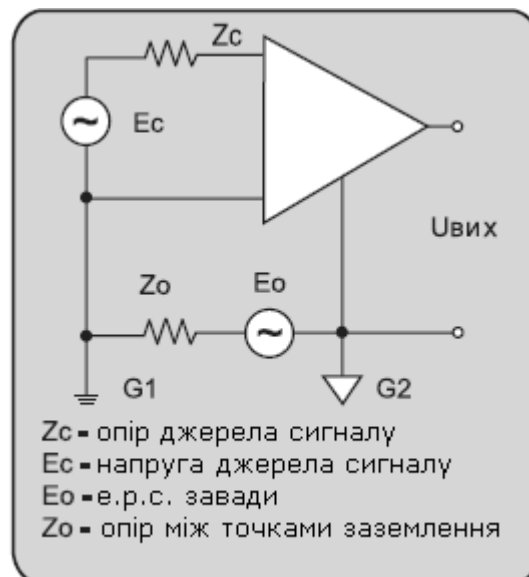 Zc
Ec
Uвих
Zo
Eo
G1
G2
Zc - опір джерела сигналу
Ec - напруга джерела сигналу
Eo - е.р.с. завади
Zo - опір між точками заземлення